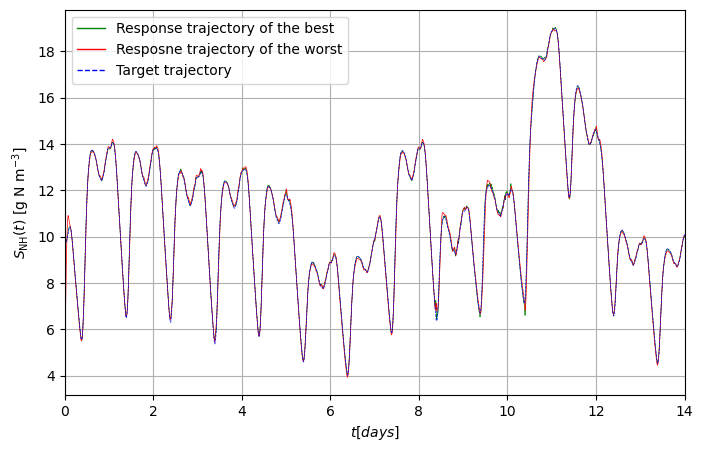 Response trajectory of the best
Resposne trajectory of the worst
Target trajectory
18
16
14
12
10
8
6
4
S_NH(t) [g N m⁻³]
0 2 4 6 8 10 12 14
t[days]